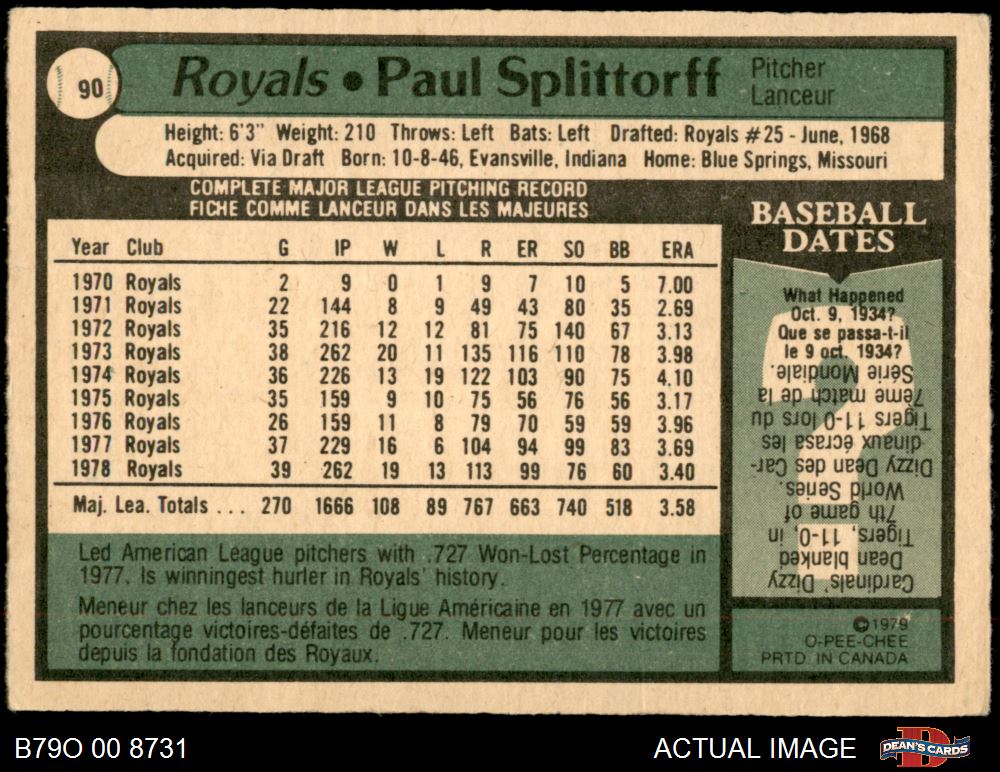 90
Royals • Paul Splittorff
Pitcher
Lanceur
Height: 6'3" Weight: 210 Throws: Left Bats: Left Drafted: Royals #25 - June, 1968
Acquired: Via Draft Born: 10-8-46, Evansville, Indiana Home: Blue Springs, Missouri
COMPLETE MAJOR LEAGUE PITCHING RECORD
FICHE COMME LANCEUR DANS LES MAJEURES
Year Club G IP W L R ER SO BB ERA
1970 Royals 2 9 0 1 9 7 10 5 7.00
1971 Royals 22 144 8 9 49 43 80 35 2.69
1972 Royals 35 216 12 12 81 75 140 67 3.13
1973 Royals 38 262 20 11 135 116 110 78 3.98
1974 Royals 36 226 13 19 122 103 90 75 4.10
1975 Royals 35 159 9 10 75 56 76 56 3.17
1976 Royals 26 159 11 8 79 70 59 59 3.96
1977 Royals 37 229 16 6 104 94 99 83 3.69
1978 Royals 39 262 19 13 113 99 76 60 3.40
Maj. Lea. Totals ... 270 1666 108 89 767 663 740 518 3.58
Led American League pitchers with .727 Won-Lost Percentage in
1977. Is winningest hurler in Royals' history.
Meneur chez les lanceurs de la Ligue Américaine en 1977 avec un
pourcentage victoires-défaites de .727. Meneur pour les victoires
depuis la fondation des Royaux.
BASEBALL
DATES
What Happened
Oct. 9, 1934?
Que se passa-t-il
le 9 oct. 1934?
Cardinals' Dizzy
Dean blanked
Tigers, 11-0, in
7th game of
World Series.
Dizzy Dean des Car-
dinaux écrasa les
Tigers 11-0 lors du
7ème match de la
Série Mondiale
©1979
O-PEE-CHEE
PRTD. IN CANADA
B79O 00 8731
ACTUAL IMAGE
D
DEAN'S CARDS